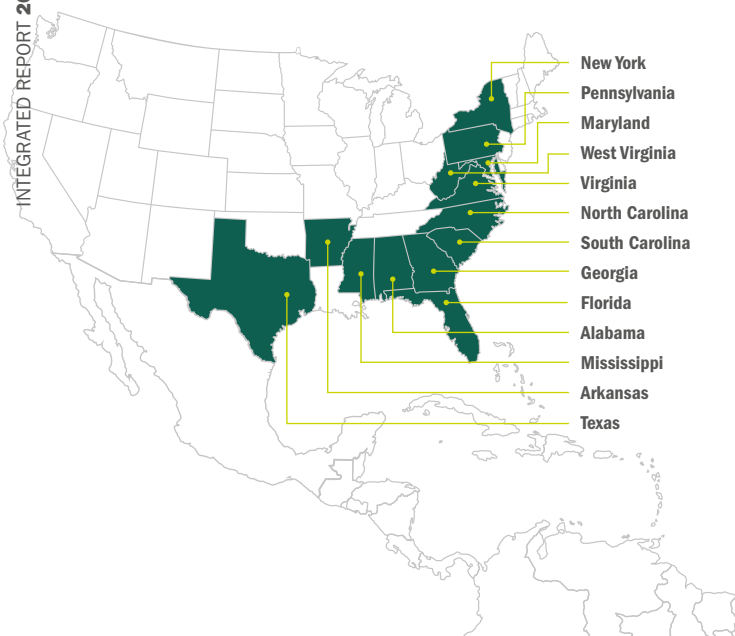 INTEGRATED REPORT
New York
Pennsylvania
Maryland
West Virginia
Virginia
North Carolina
South Carolina
Georgia
Florida
Alabama
Mississippi
Arkansas
Texas